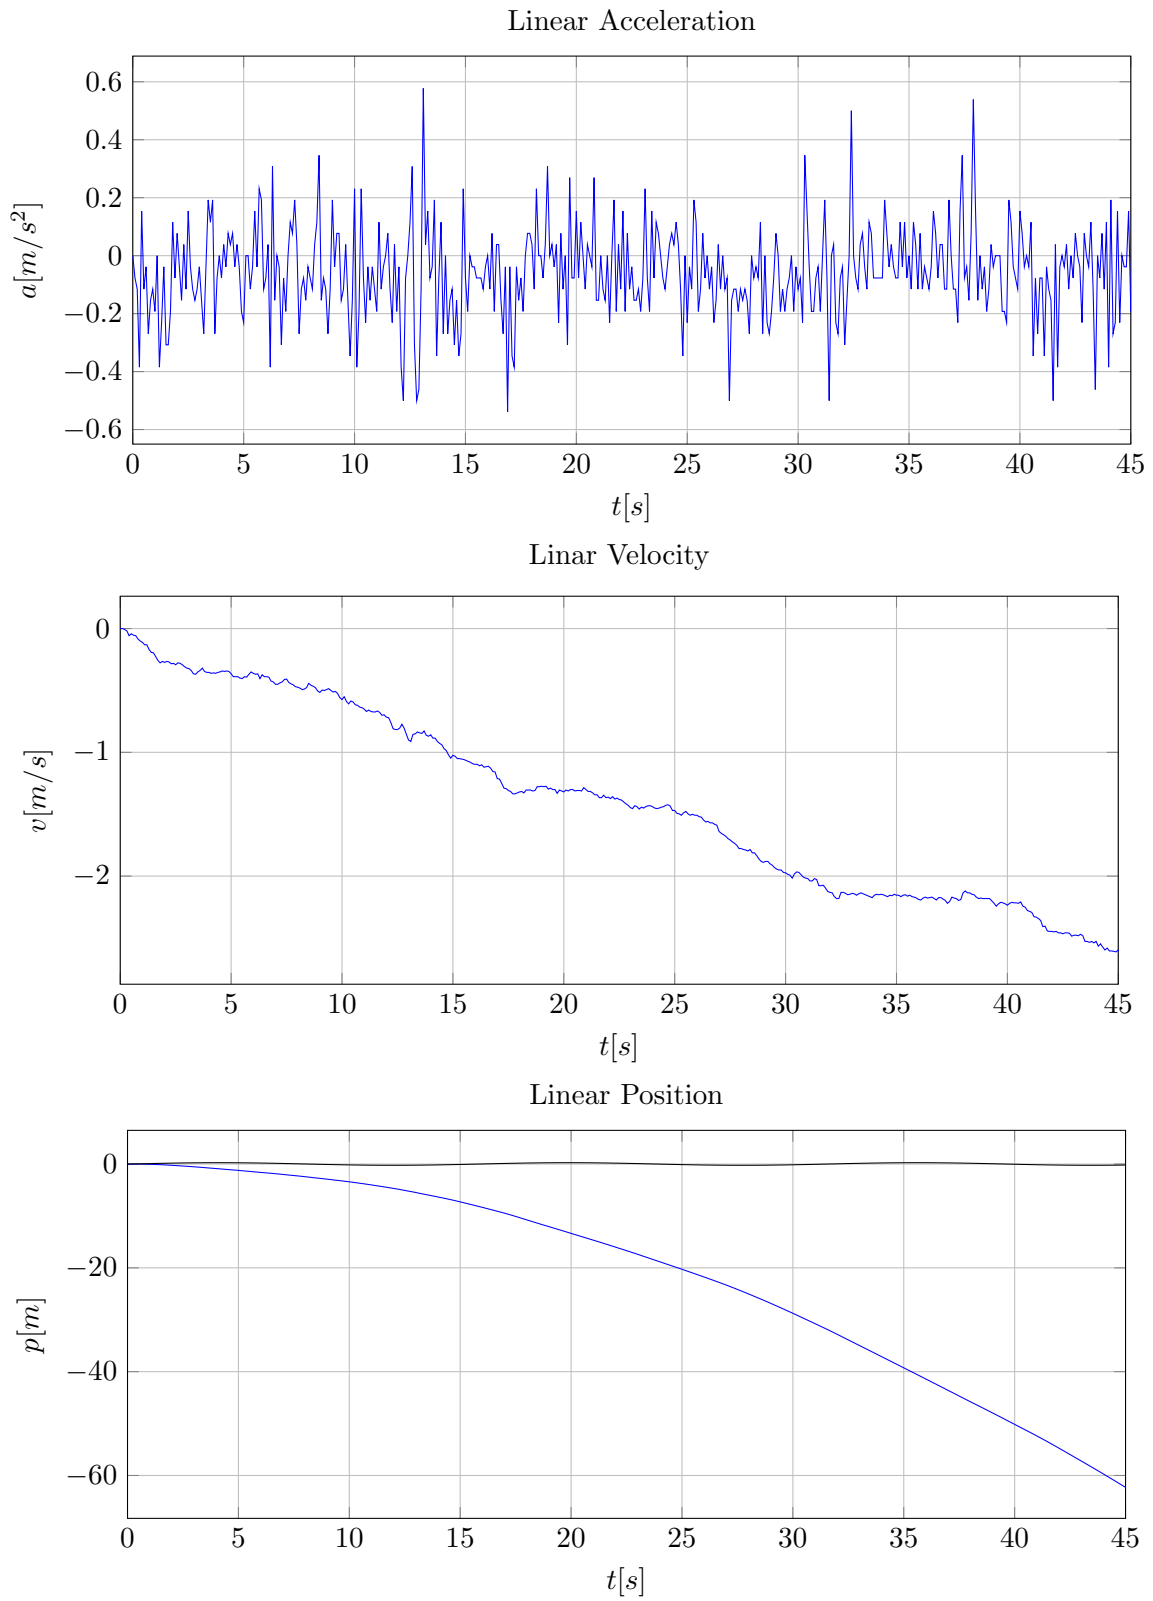 Linear Acceleration
0.6
0.4
0.2
0
−0.2
−0.4
−0.6
a[m/s²]
0 5 10 15 20 25 30 35 40 45
t[s]
Linar Velocity
0
−1
−2
v[m/s]
0 5 10 15 20 25 30 35 40 45
t[s]
Linear Position
0
−20
−40
−60
p[m]
0 5 10 15 20 25 30 35 40 45
t[s]